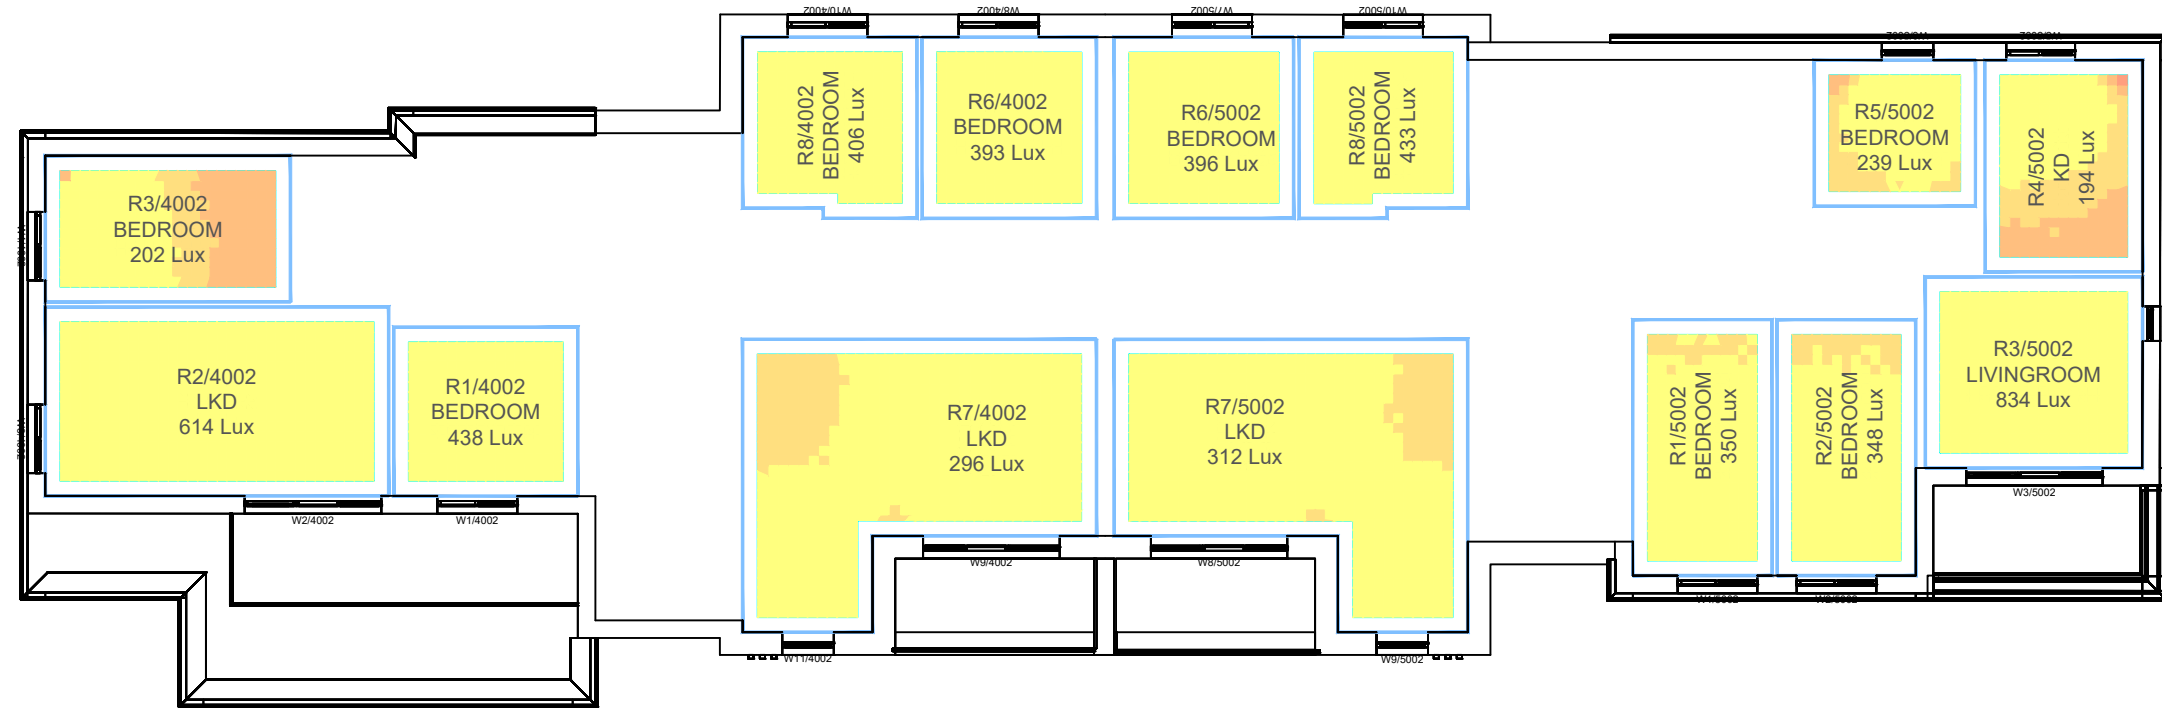 W10/4002
W8/4002
W7/5002
W10/5002
R8/4002
BEDROOM
406 Lux
R6/4002
BEDROOM
393 Lux
R6/5002
BEDROOM
396 Lux
R8/5002
BEDROOM
433 Lux
R5/5002
BEDROOM
239 Lux
R4/5002
KD
194 Lux
R3/4002
BEDROOM
202 Lux
R2/4002
LKD
614 Lux
R1/4002
BEDROOM
438 Lux
R7/4002
LKD
296 Lux
R7/5002
LKD
312 Lux
R1/5002
BEDROOM
350 Lux
R2/5002
BEDROOM
348 Lux
R3/5002
LIVINGROOM
834 Lux
W2/4002
W1/4002
W9/4002
W8/5002
W3/5002
W11/4002
W9/5002